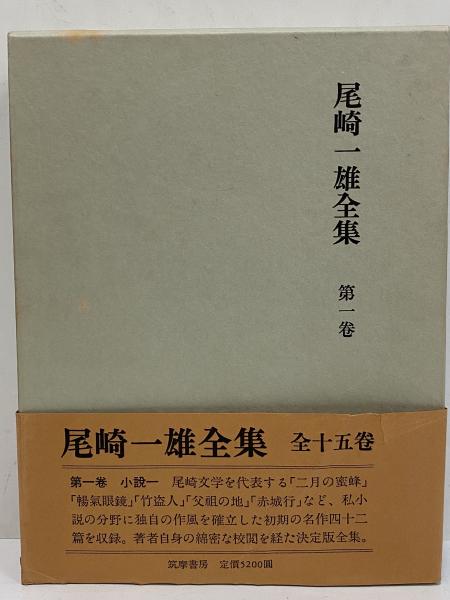 尾崎一雄全集
第一巻
尾崎一雄全集 全十五巻
第一巻 小説一 尾崎文学を代表する「二月の蜜蜂」
「暢氣眼鏡」「竹盗人」「父祖の地」「赤城行」など、私小
説の分野に独自の作風を確立した初期の名作四十二
篇を収録。著者自身の綿密な校閲を経た決定版全集。
筑摩書房 定價5200圓